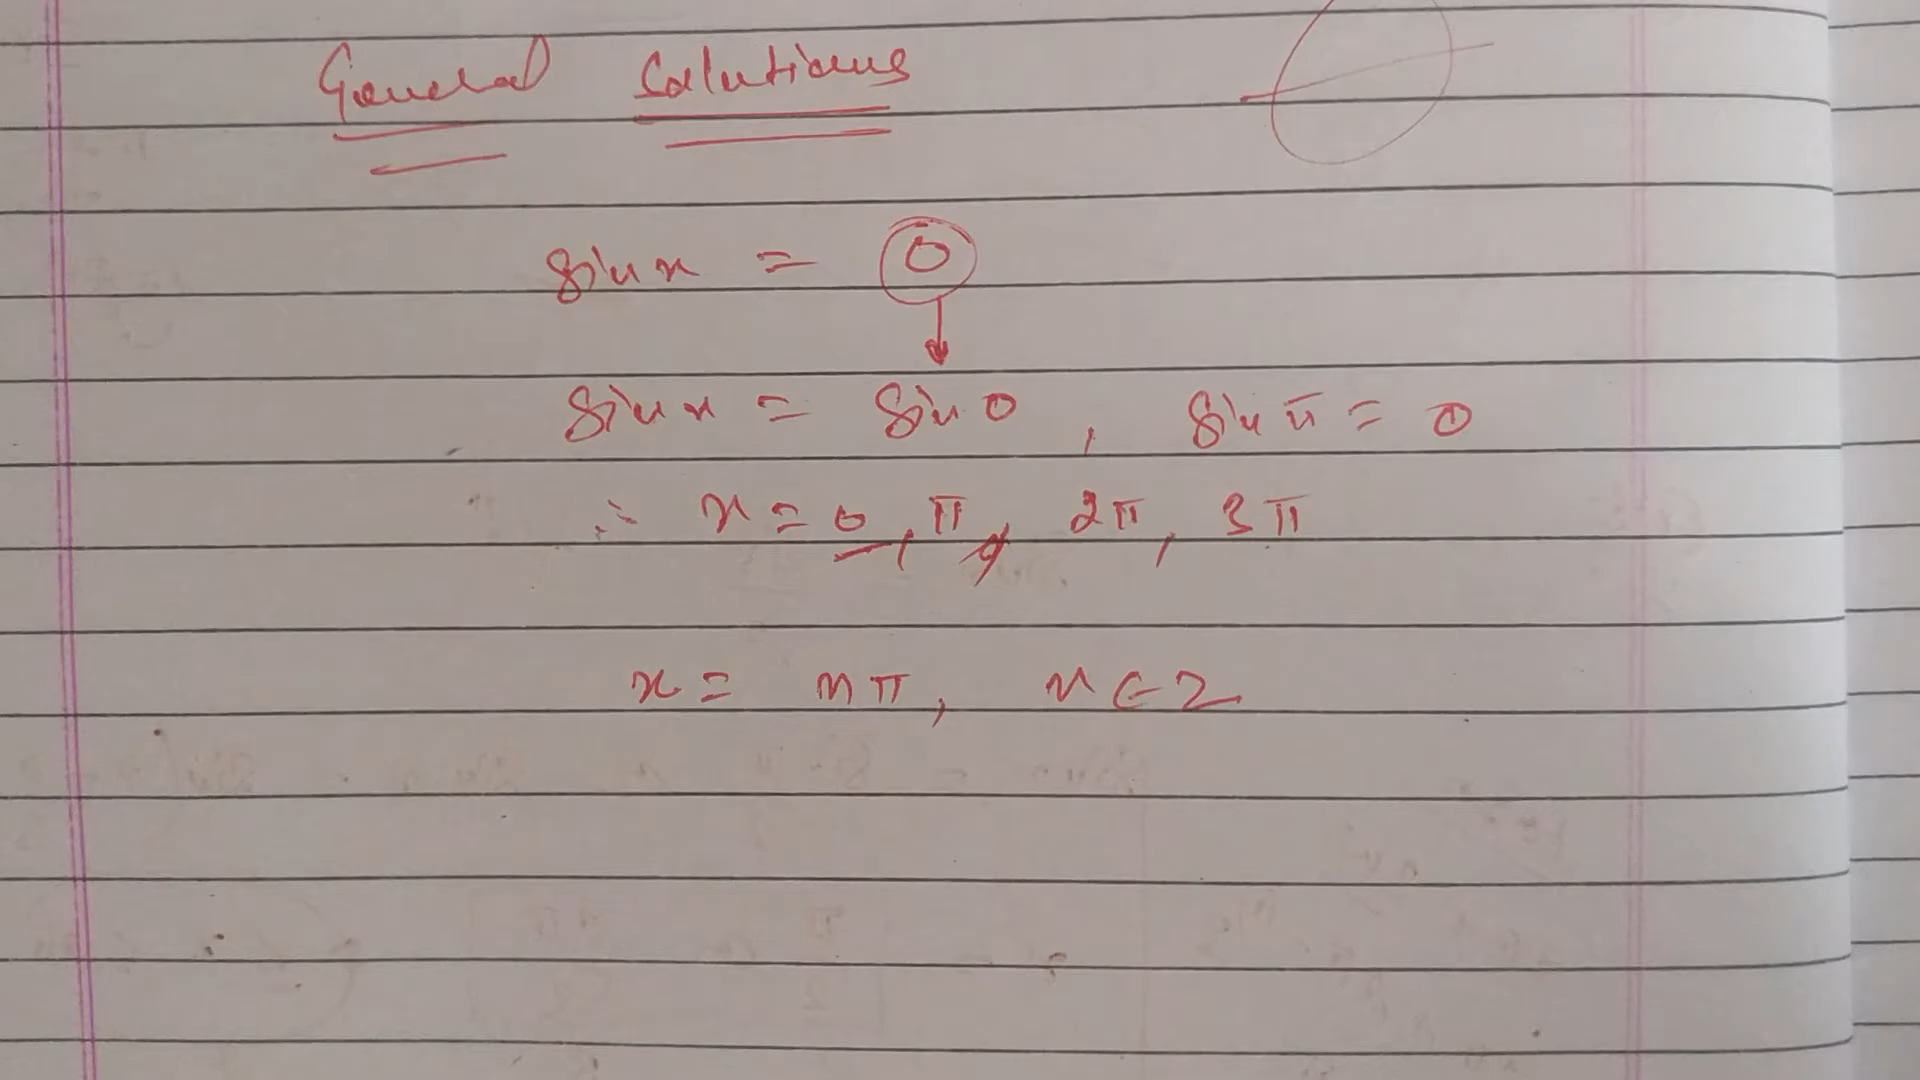 General Solutions
sin x = 0
sin x = sin 0 , sin π = 0
∴ x = 0, π, 2π, 3π
x = nπ, n ∈ Z